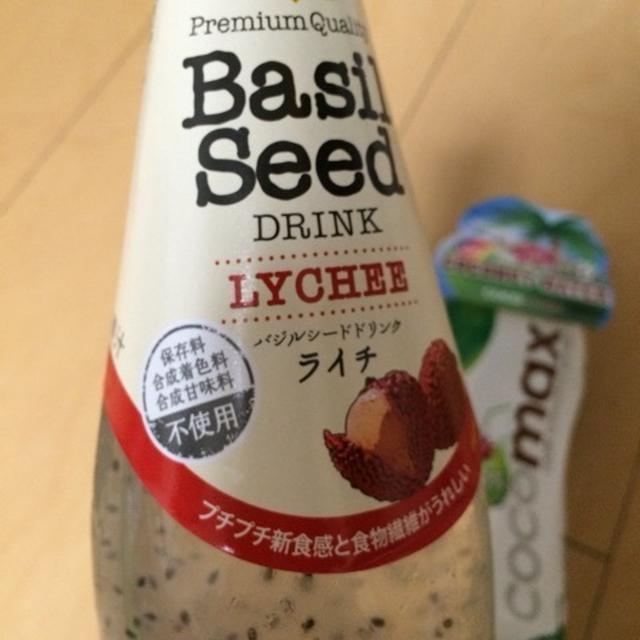 Premium Quality
Basil
Seed
DRINK
LYCHEE
バジルシードドリンク
ライチ
保存料
合成着色料
合成甘味料
不使用
プチプチ新食感と食物繊維がうれしい
cocomax